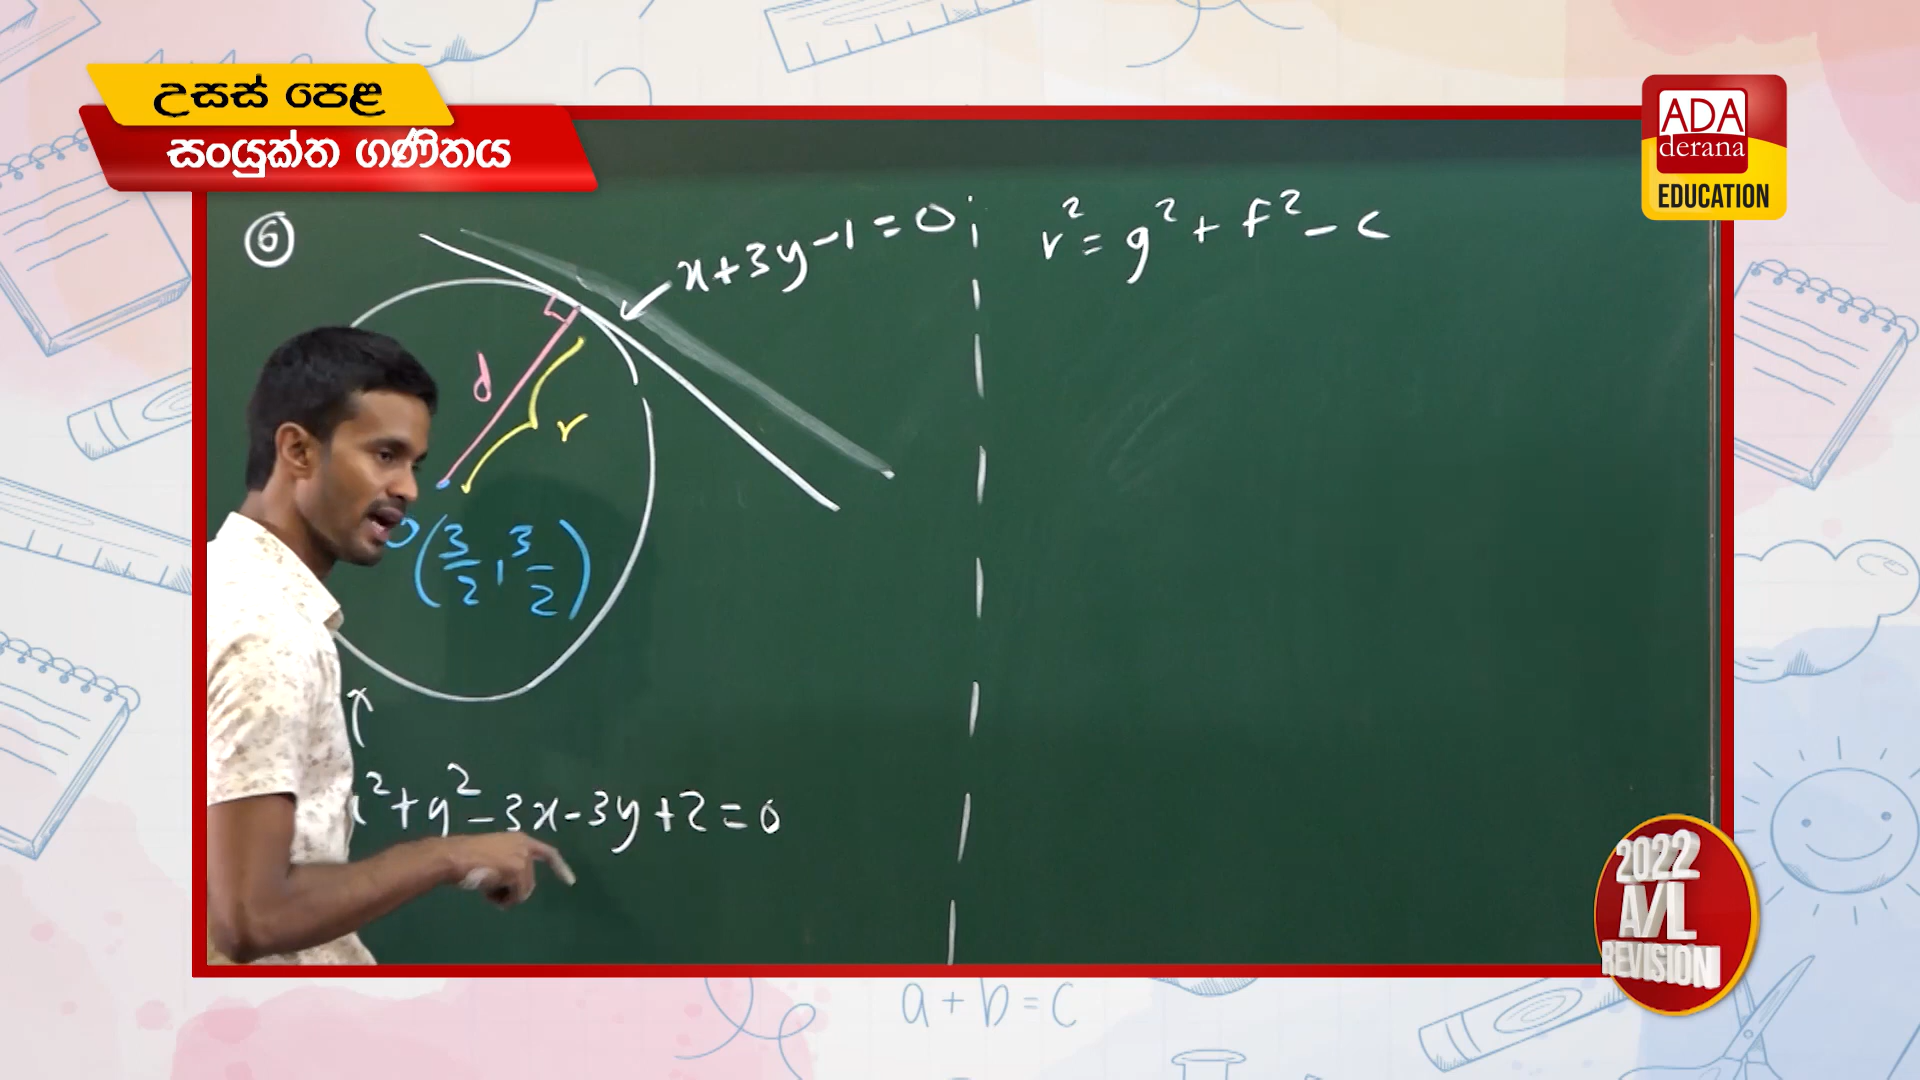 උසස් පෙළ
සංයුක්ත ගණිතය
ADA
derana
EDUCATION
6
x+3y-1=0;
r²=g²+f²-c
d
r
(3/2, 3/2)
x²+y²-3x-3y+2=0
2022
A/L
REVISION
a+b=c